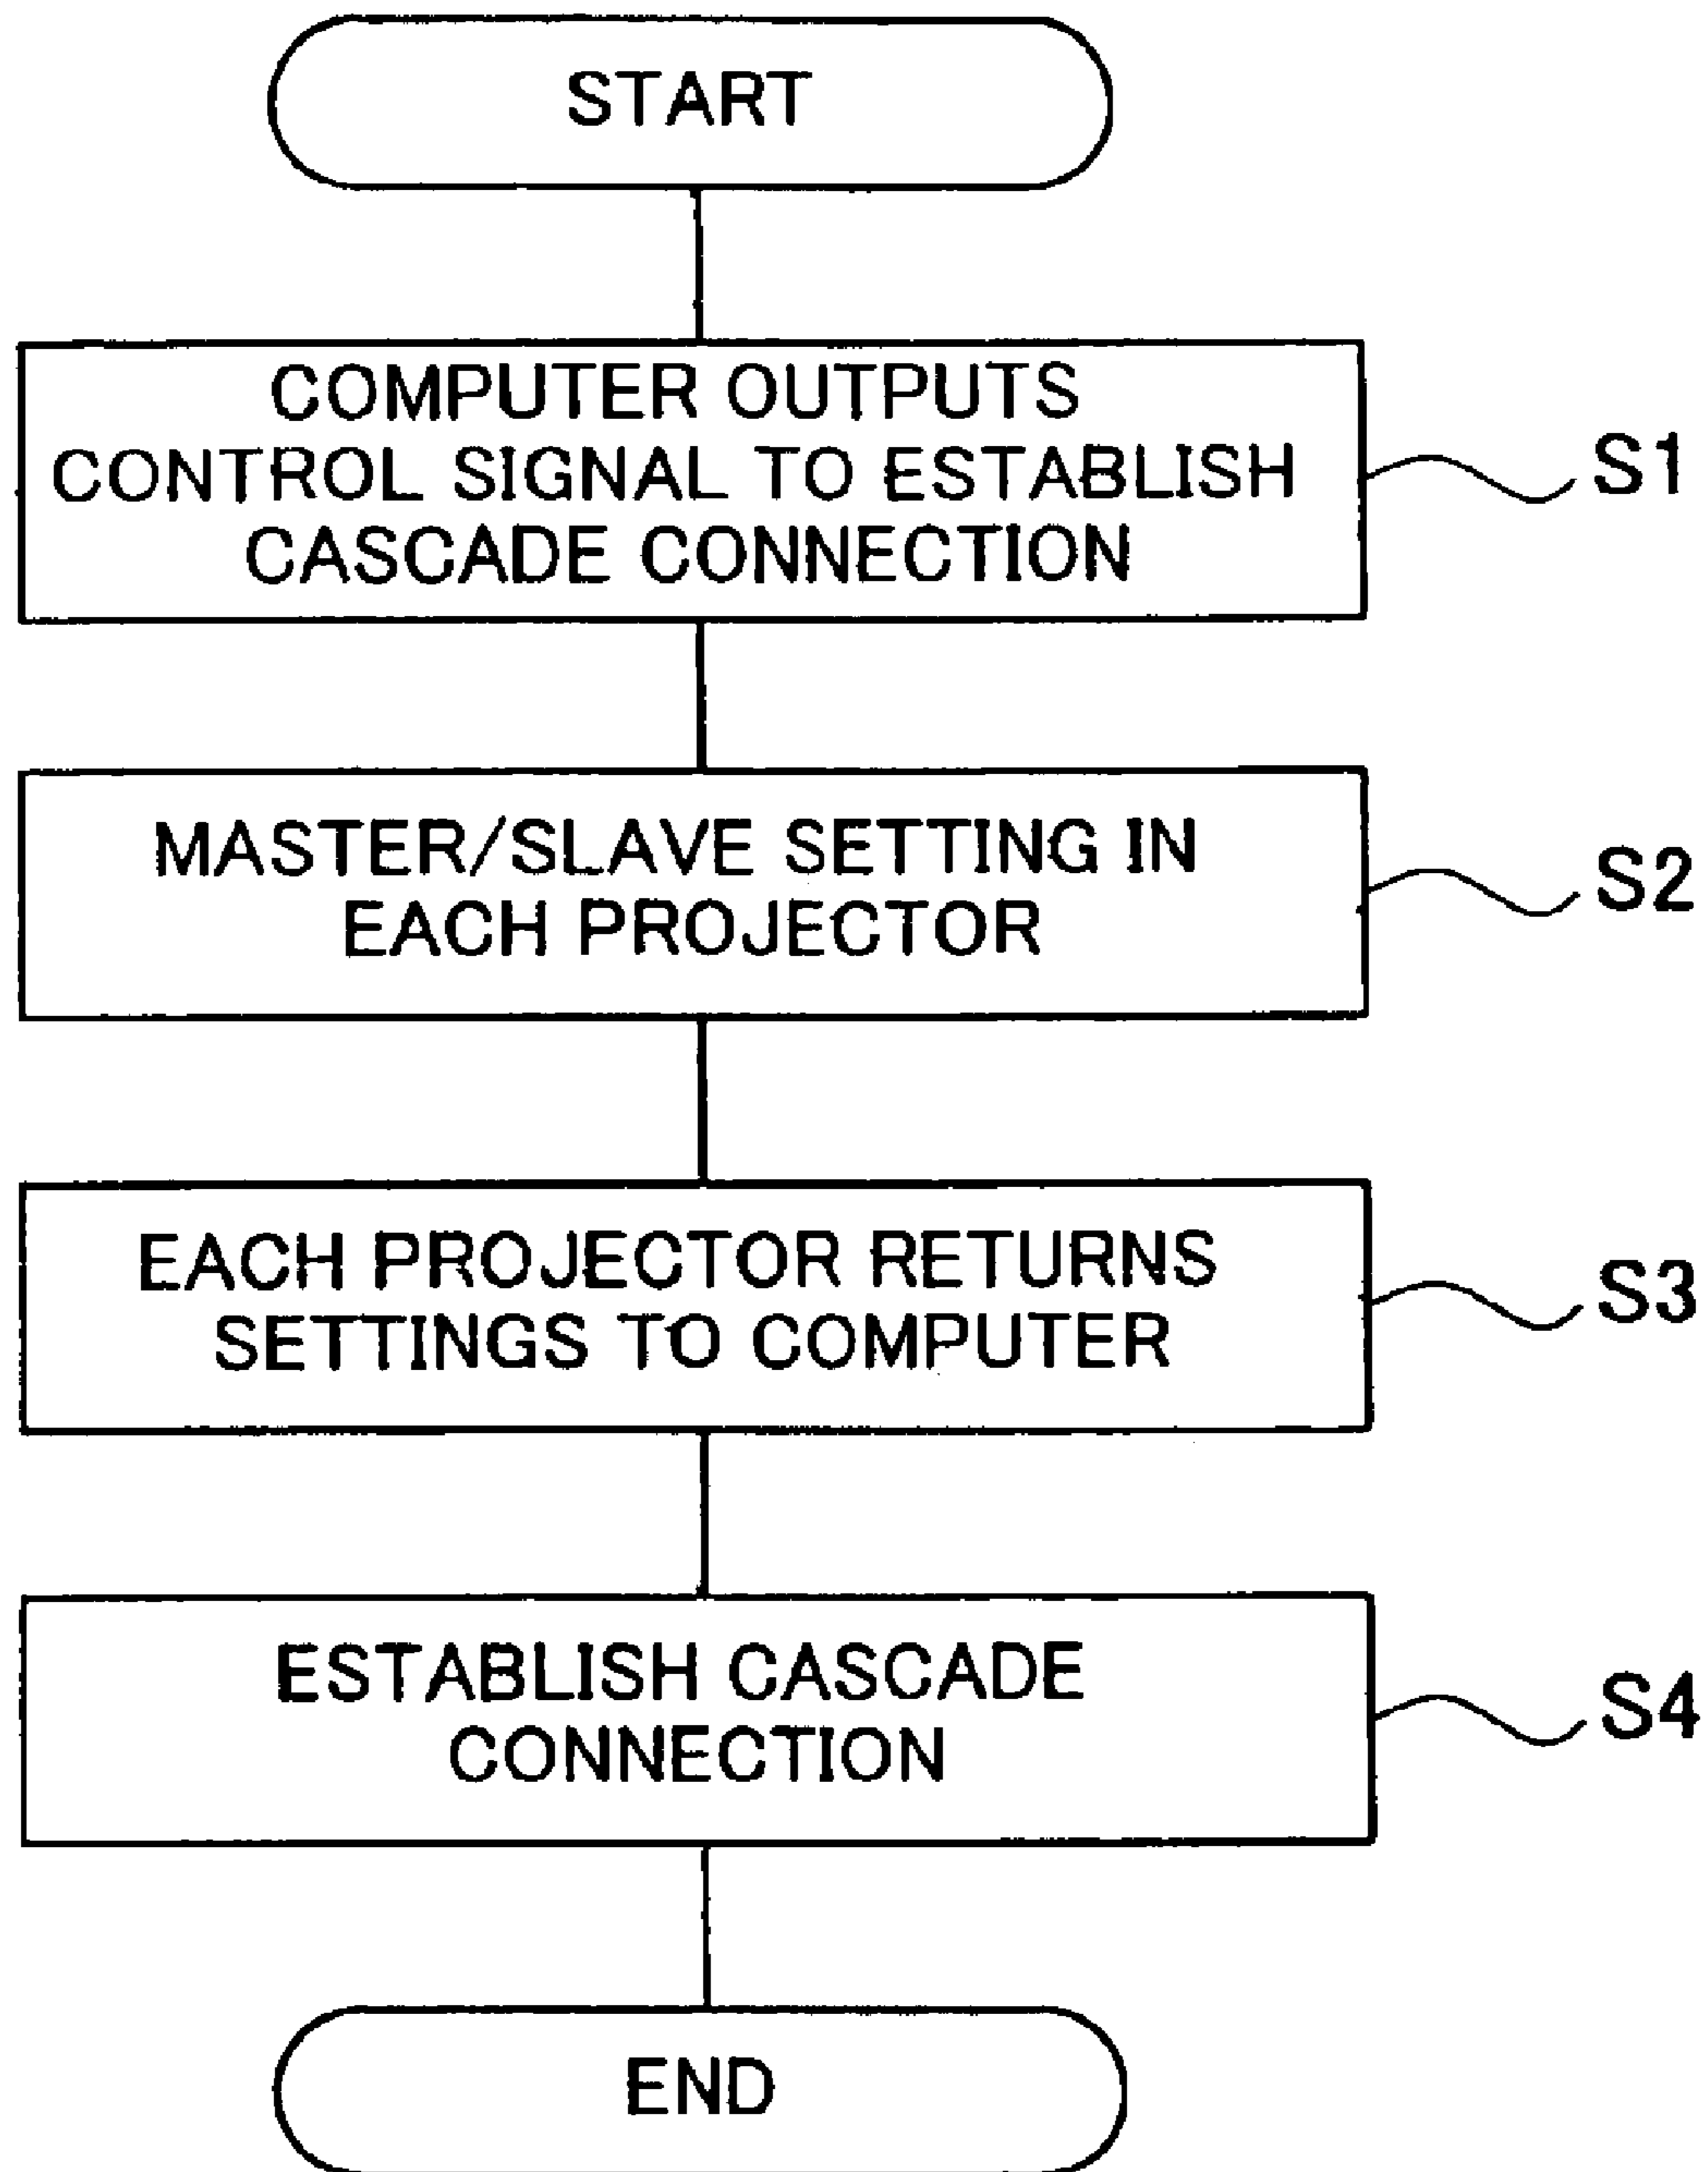 START
COMPUTER OUTPUTS
CONTROL SIGNAL TO ESTABLISH
CASCADE CONNECTION
S1
MASTER/SLAVE SETTING IN
EACH PROJECTOR
S2
EACH PROJECTOR RETURNS
SETTINGS TO COMPUTER
S3
ESTABLISH CASCADE
CONNECTION
S4
END